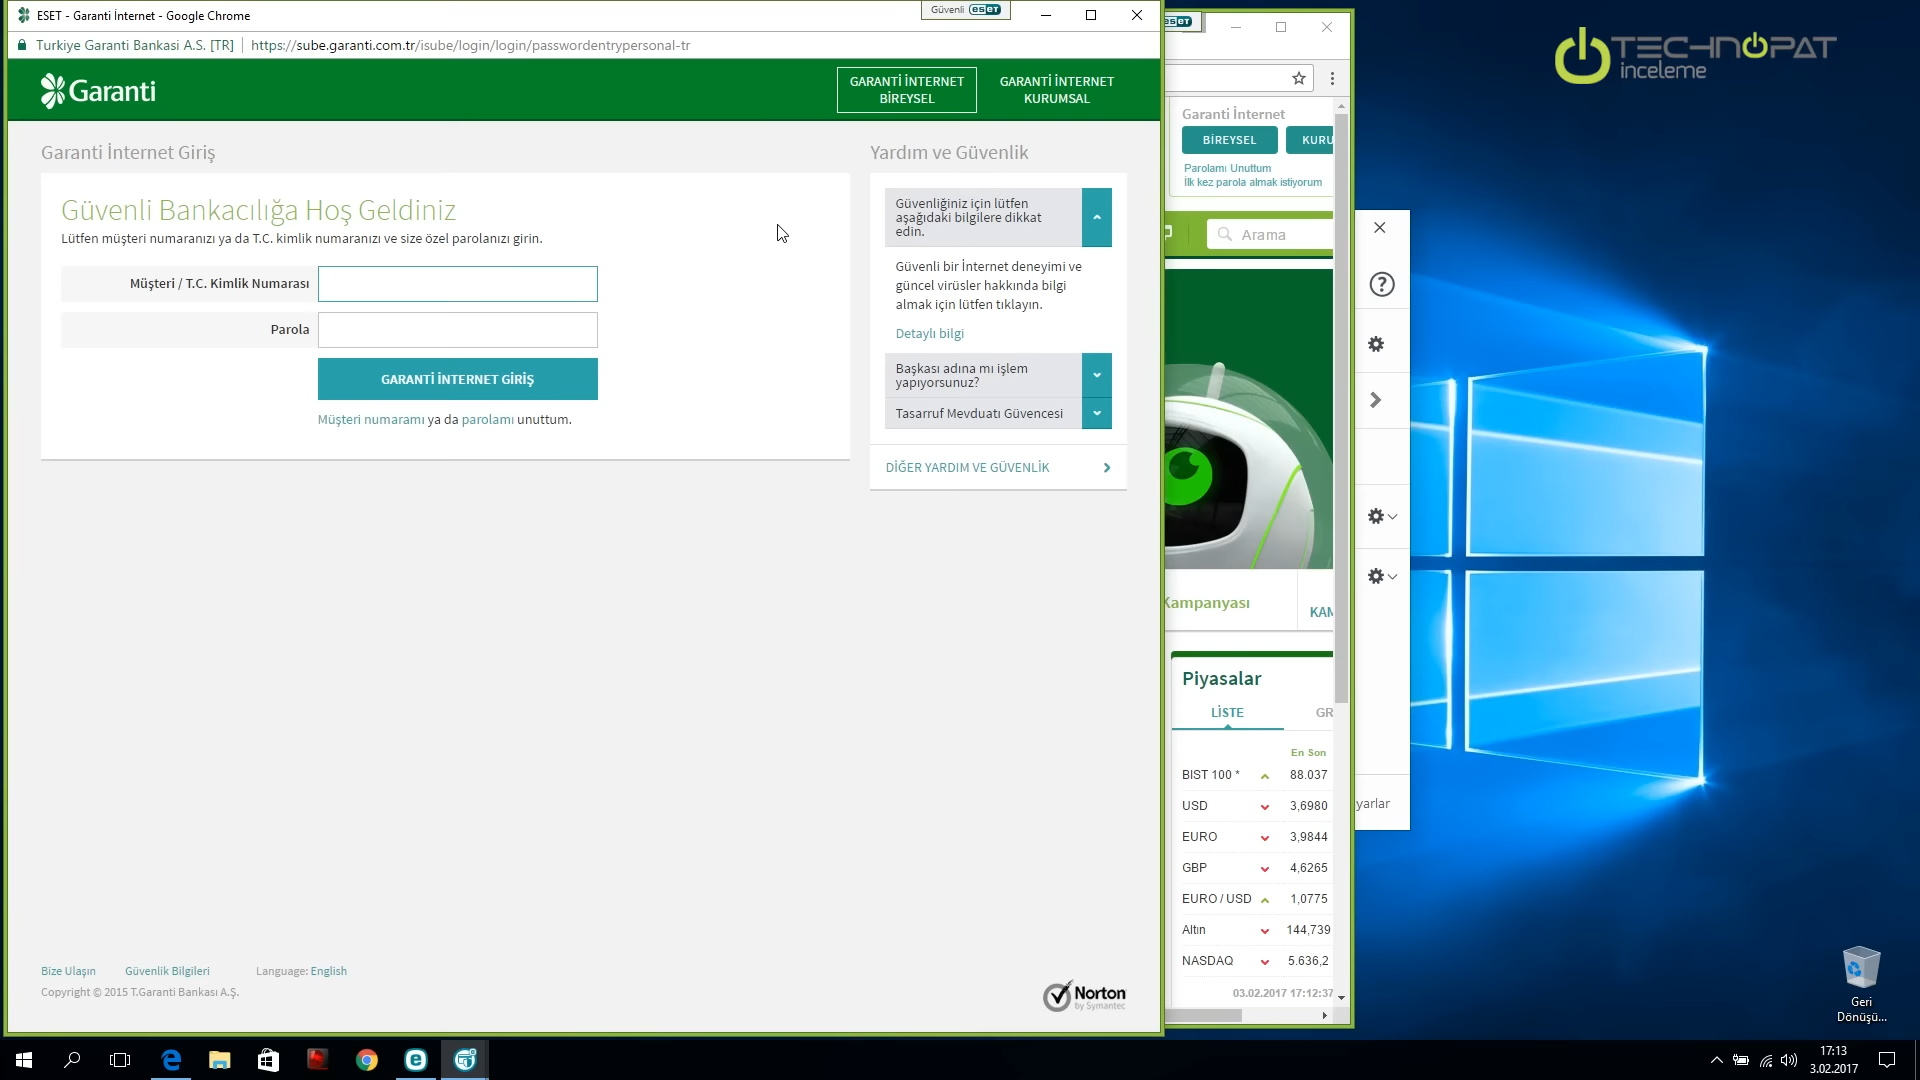 ESET - Garanti İnternet - Google Chrome
Güvenli eset
Turkiye Garanti Bankasi A.S. [TR] https://sube.garanti.com.tr/isube/login/login/passwordentrypersonal-tr
Garanti
GARANTİ İNTERNET
BİREYSEL
GARANTİ İNTERNET
KURUMSAL
Garanti İnternet Giriş
Güvenli Bankacılığa Hoş Geldiniz
Lütfen müşteri numaranızı ya da T.C. kimlik numaranızı ve size özel parolanızı girin.
Müşteri / T.C. Kimlik Numarası
Parola
GARANTİ İNTERNET GİRİŞ
Müşteri numaramı ya da parolamı unuttum.
Yardım ve Güvenlik
Güvenliğiniz için lütfen
aşağıdaki bilgilere dikkat
edin.
Güvenli bir İnternet deneyimi ve
güncel virüsler hakkında bilgi
almak için lütfen tıklayın.
Detaylı bilgi
Başkası adına mı işlem
yapıyorsunuz?
Tasarruf Mevduatı Güvencesi
DİĞER YARDIM VE GÜVENLİK
Bize Ulaşın Güvenlik Bilgileri Language: English
Copyright © 2015 T.Garanti Bankası A.Ş.
Norton
by Symantec
eset
Garanti İnternet
BİREYSEL KURU
Parolamı Unuttum
İlk kez parola almak istiyorum
Arama
Kampanyası
KAM
Piyasalar
LİSTE GR
En Son
BIST 100 * 88.037
USD 3,6980
EURO 3,9844
GBP 4,6265
EURO / USD 1,0775
Altın 144,739
NASDAQ 5.636,2
03.02.2017 17:12:37
yarlar
TECHNOPAT
inceleme
Geri
Dönüşü...
17:13
3.02.2017